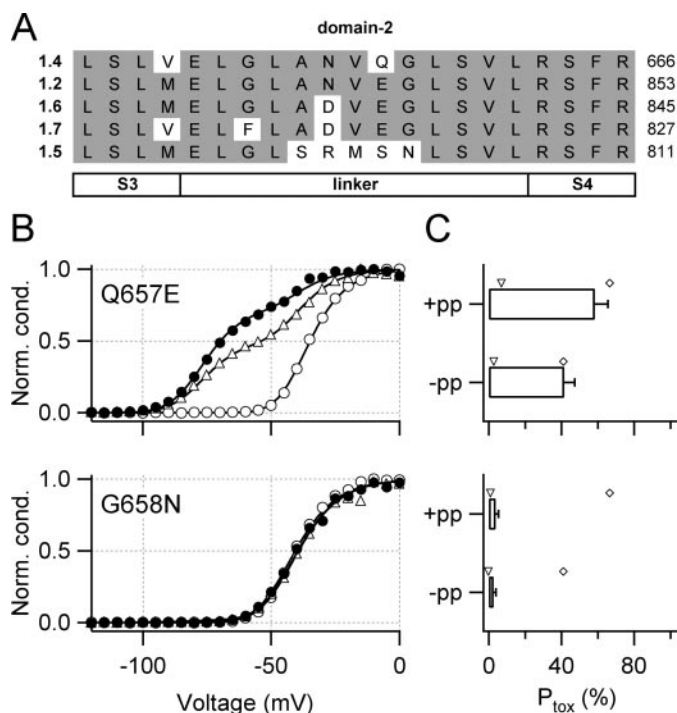 A
domain-2
1.4 L S L V E L G L A N V Q G L S V L R S F R 666
1.2 L S L M E L G L A N V E G L S V L R S F R 853
1.6 L S L M E L G L A D V E G L S V L R S F R 845
1.7 L S L V E L F L A D V E G L S V L R S F R 827
1.5 L S L M E L G L S R M S N L S V L R S F R 811
S3 linker S4
B
C
1.0
0.5
0.0
Norm. cond.
Q657E
+pp
-pp
1.0
0.5
0.0
Norm. cond.
G658N
+pp
-pp
-100 -50 0
Voltage (mV)
0 40 80
Ptox (%)